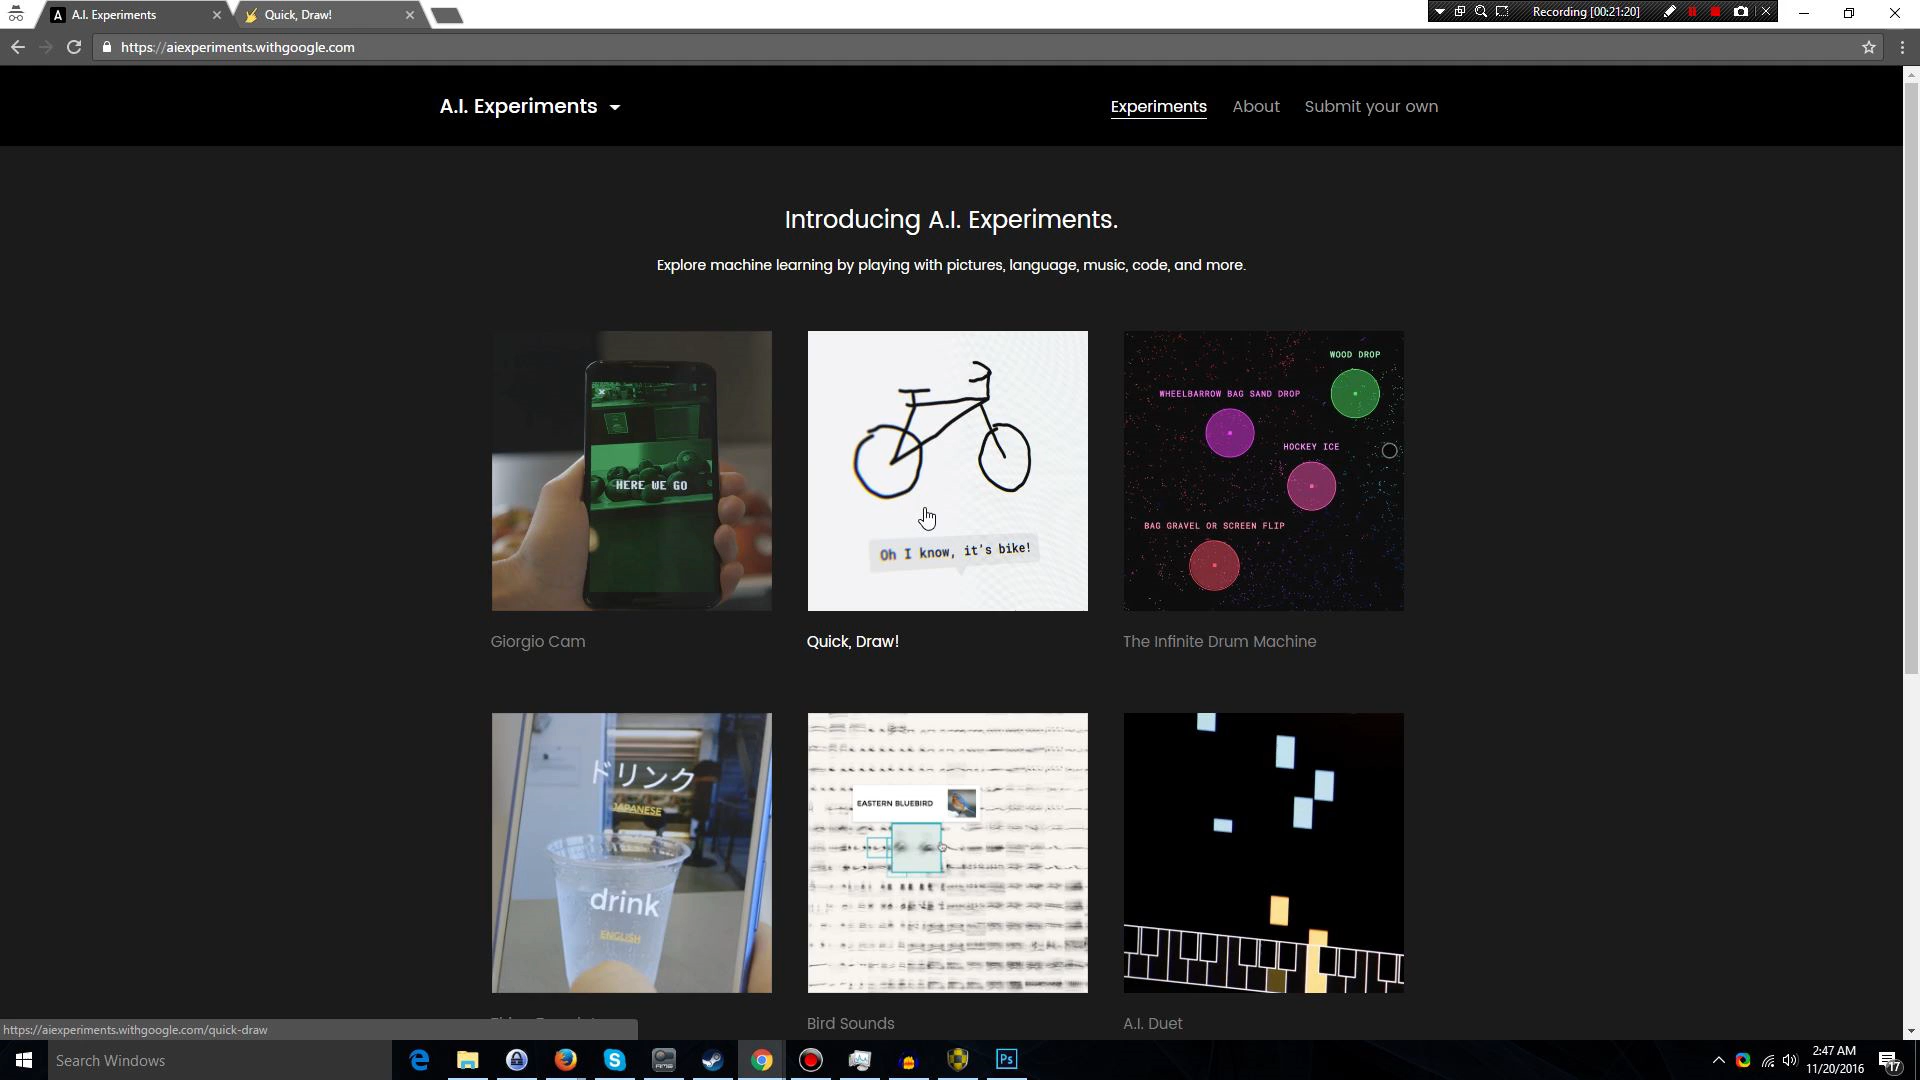 A.I. Experiments
Quick, Draw!
Recording [00:21:20]
https://aiexperiments.withgoogle.com
A.I. Experiments
Experiments
About
Submit your own
Introducing A.I. Experiments.
Explore machine learning by playing with pictures, language, music, code, and more.
HERE WE GO
Oh I know, it's bike!
WOOD DROP
WHEELBARROW BAG SAND DROP
HOCKEY ICE
BAG GRAVEL OR SCREEN FLIP
Giorgio Cam
Quick, Draw!
The Infinite Drum Machine
ドリンク
JAPANESE
drink
ENGLISH
EASTERN BLUEBIRD
Bird Sounds
A.I. Duet
https://aiexperiments.withgoogle.com/quick-draw
Search Windows
Ps
2:47 AM
11/20/2016
17